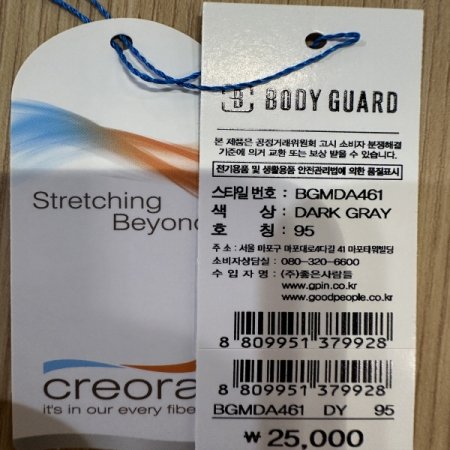 Stretching
Beyond
creora
it's in our every fibe
B BODY GUARD
본 제품은 공정거래위원회 고시 소비자 분쟁해결
기준에 의거 교환 또는 보상 받을 수 있습니다.
전기용품 및 생활용품 안전관리법에 의한 품질표시
스타일 번호 : BGMDA461
색 상 : DARK GRAY
호 칭 : 95
주 소 : 서울 마포구 마포대로4다길 41 마포타워빌딩
소비자상담실 : 080-320-6600
수 입 자 명 : (주)좋은사람들
www.gpin.co.kr
www.goodpeople.co.kr
8 809951 379928
8 809951 379928
BGMDA461 DY 95
₩ 25,000